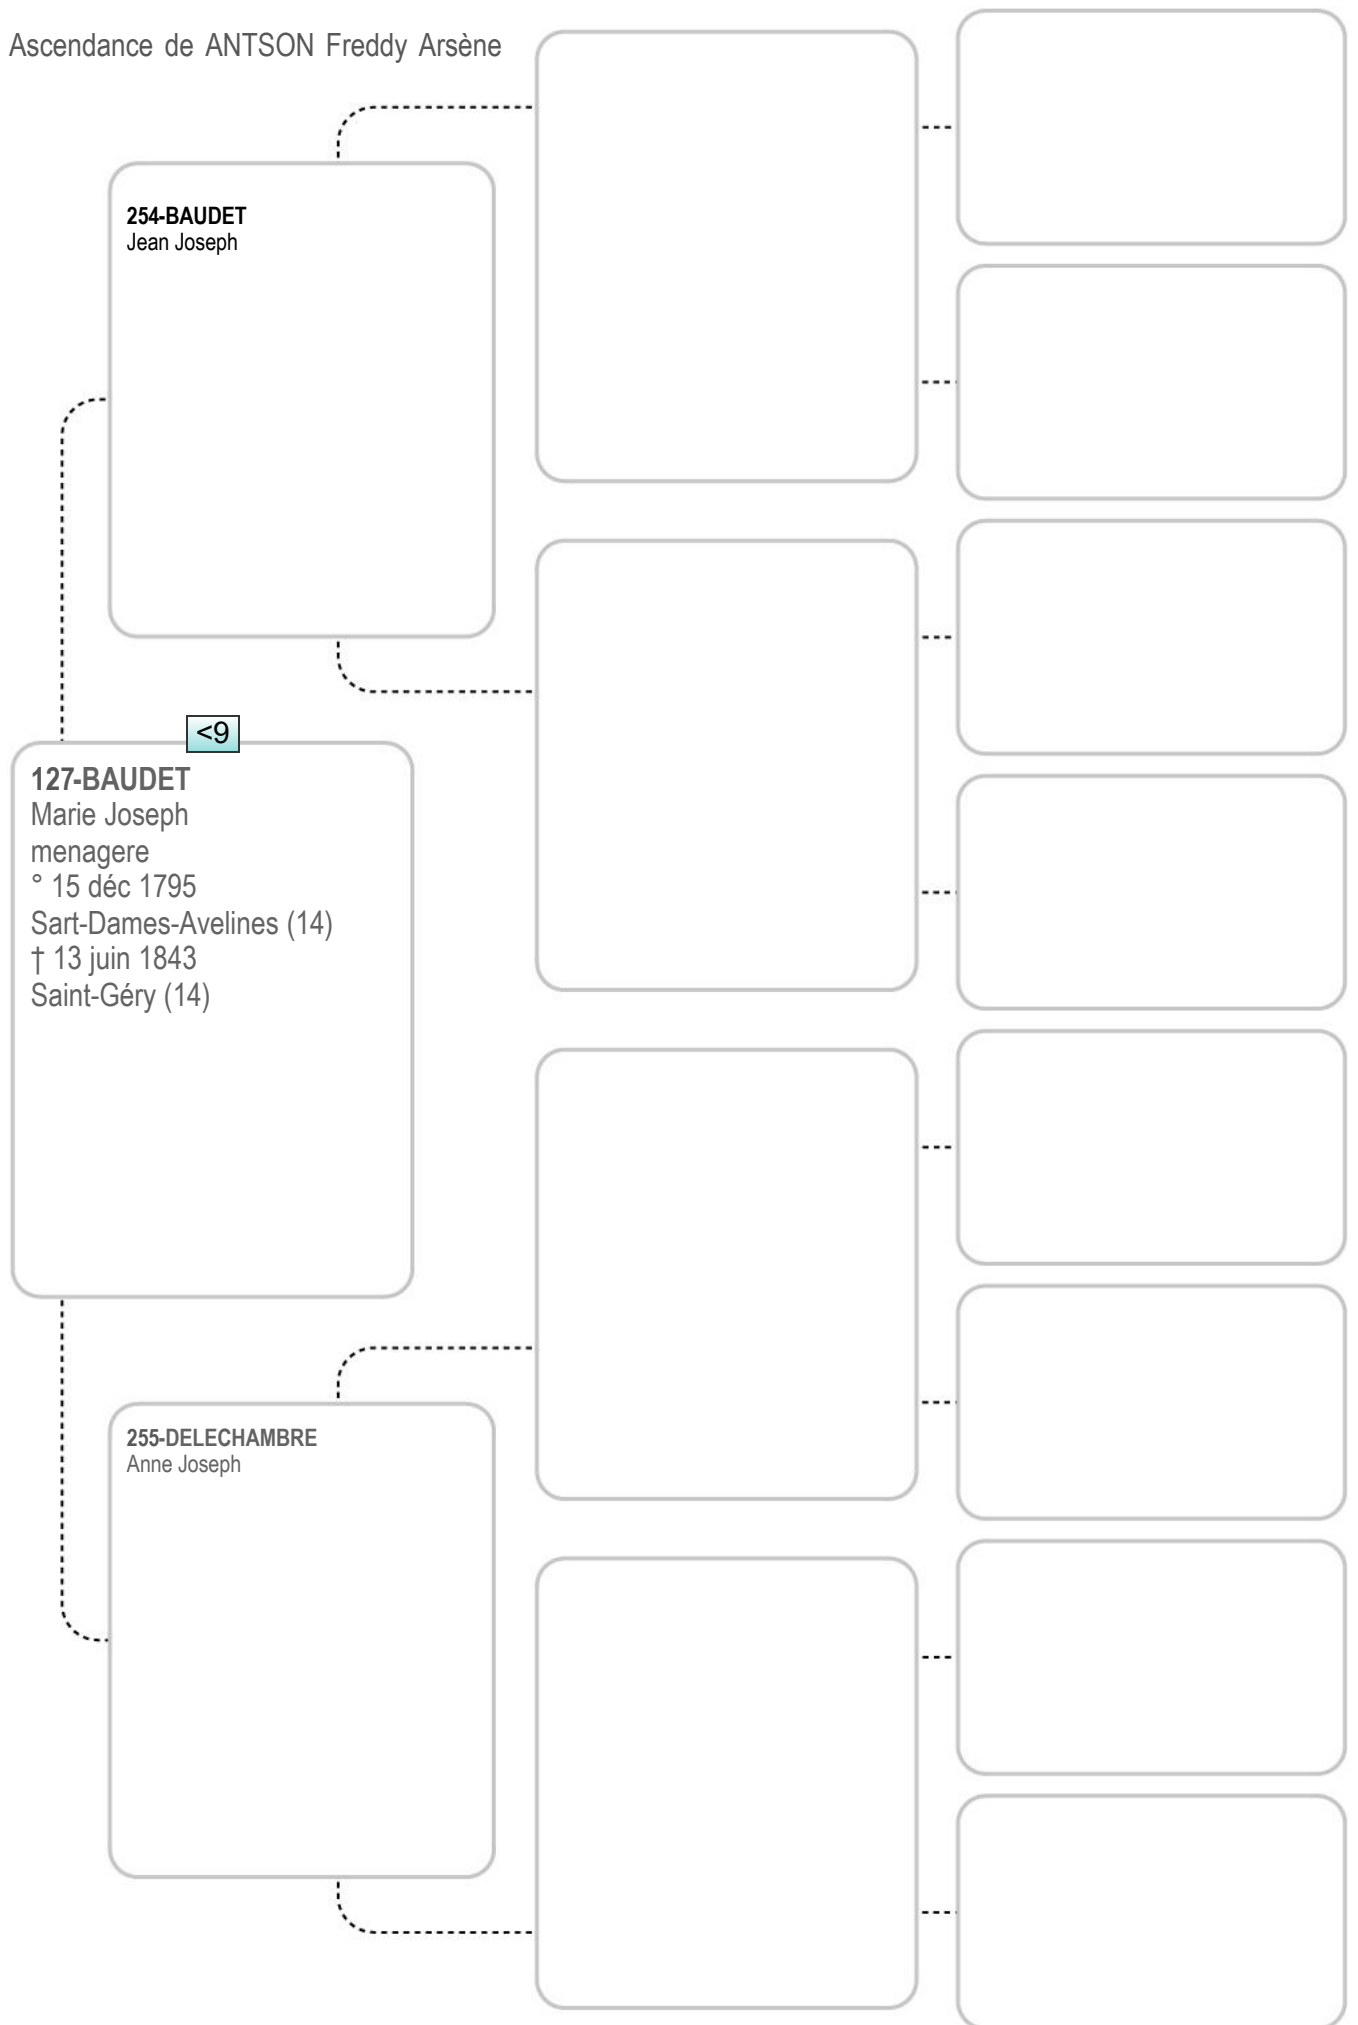 Ascendance de ANTSON Freddy Arsène
254-BAUDET
Jean Joseph
<9
127-BAUDET
Marie Joseph
menagere
° 15 déc 1795
Sart-Dames-Avelines (14)
† 13 juin 1843
Saint-Géry (14)
255-DELECHAMBRE
Anne Joseph